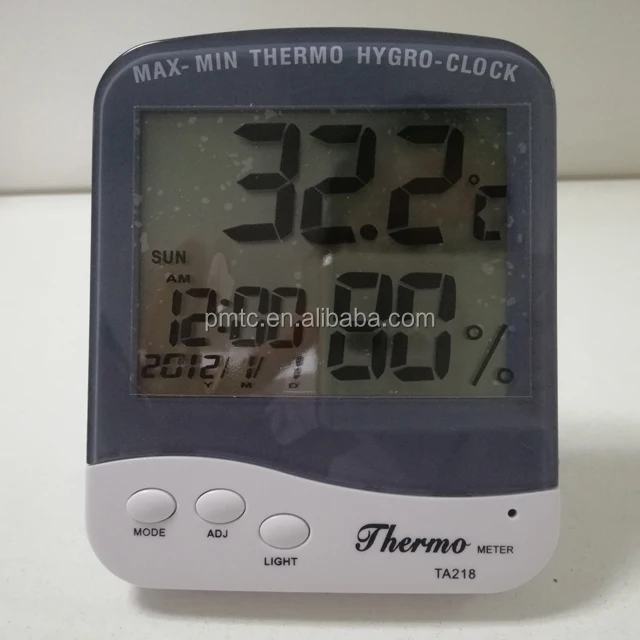 MAX-MIN THERMO HYGRO-CLOCK
32.2°C
SUN
AM
12:00
%
2012/1/
Y M D
pmtc.en.alibaba.com
MODE
ADJ
LIGHT
Thermo METER
TA218